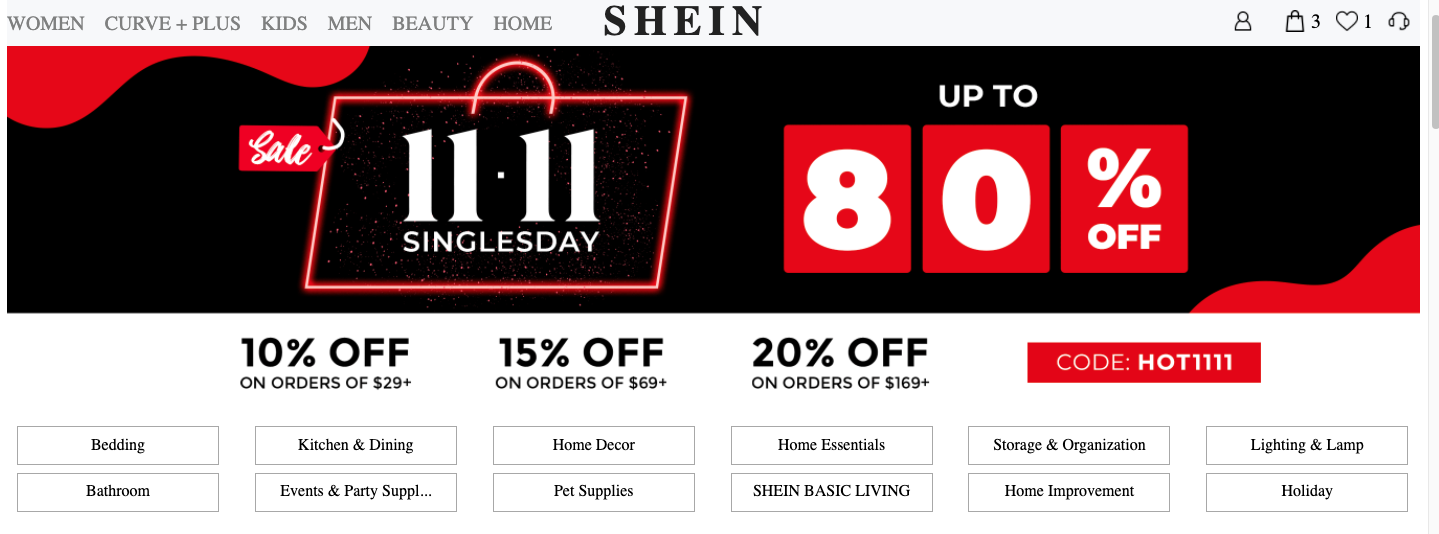 WOMEN CURVE + PLUS KIDS MEN BEAUTY HOME SHEIN 3 1
UP TO
Sale
11·11
SINGLESDAY
80% OFF
10% OFF
ON ORDERS OF $29+
15% OFF
ON ORDERS OF $69+
20% OFF
ON ORDERS OF $169+
CODE: HOT1111
Bedding Kitchen & Dining Home Decor Home Essentials Storage & Organization Lighting & Lamp
Bathroom Events & Party Suppl... Pet Supplies SHEIN BASIC LIVING Home Improvement Holiday